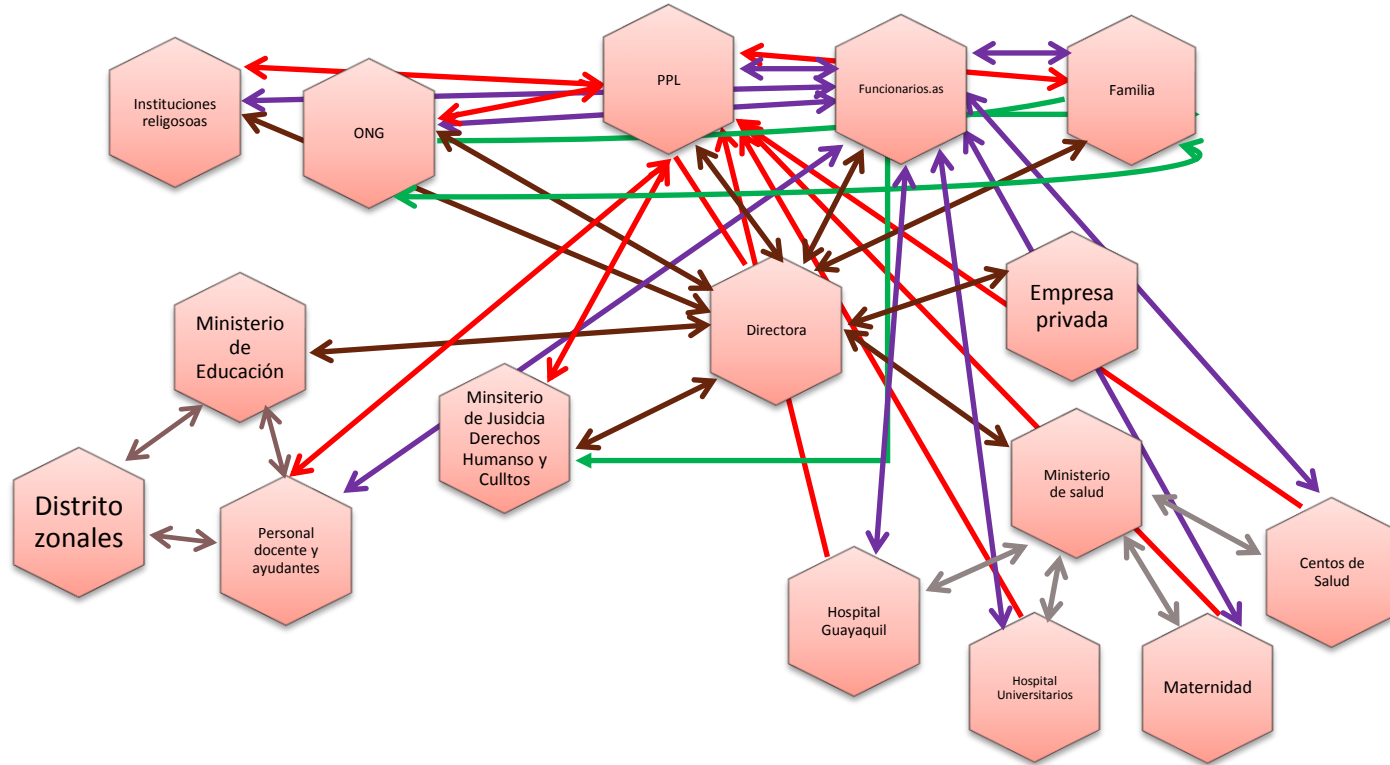 Instituciones
religosoas
ONG
PPL
Funcionarios.as
Familia
Ministerio
de
Educación
Directora
Empresa
privada
Minsiterio
de Jusidcia
Derechos
Humanso y
Culltos
Distrito
zonales
Personal
docente y
ayudantes
Ministerio
de salud
Centos de
Salud
Hospital
Guayaquil
Hospital
Universitarios
Maternidad